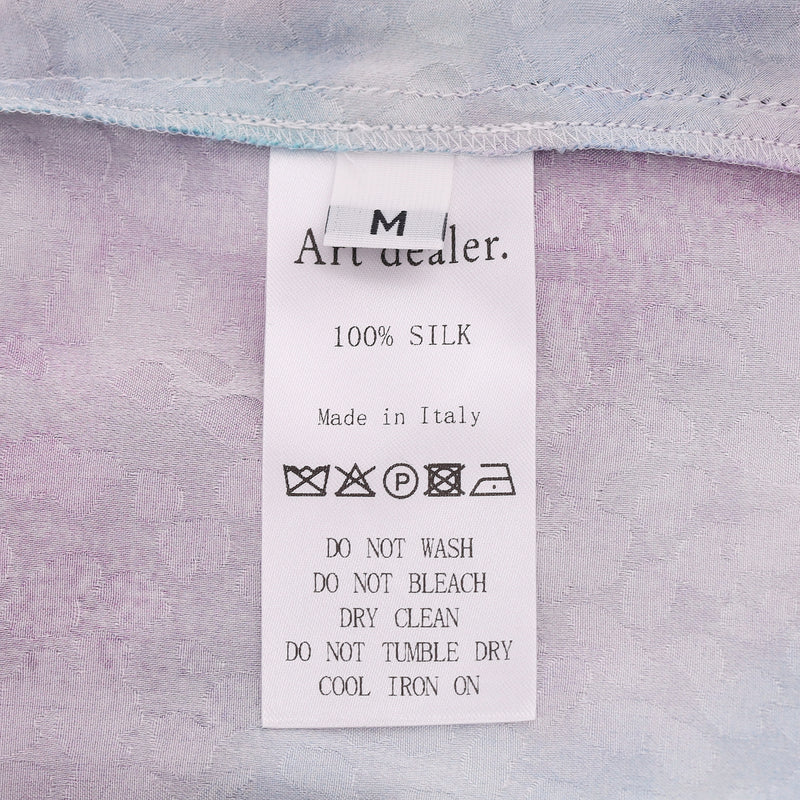 M
Art dealer.
100% SILK
Made in Italy
P
DO NOT WASH
DO NOT BLEACH
DRY CLEAN
DO NOT TUMBLE DRY
COOL IRON ON